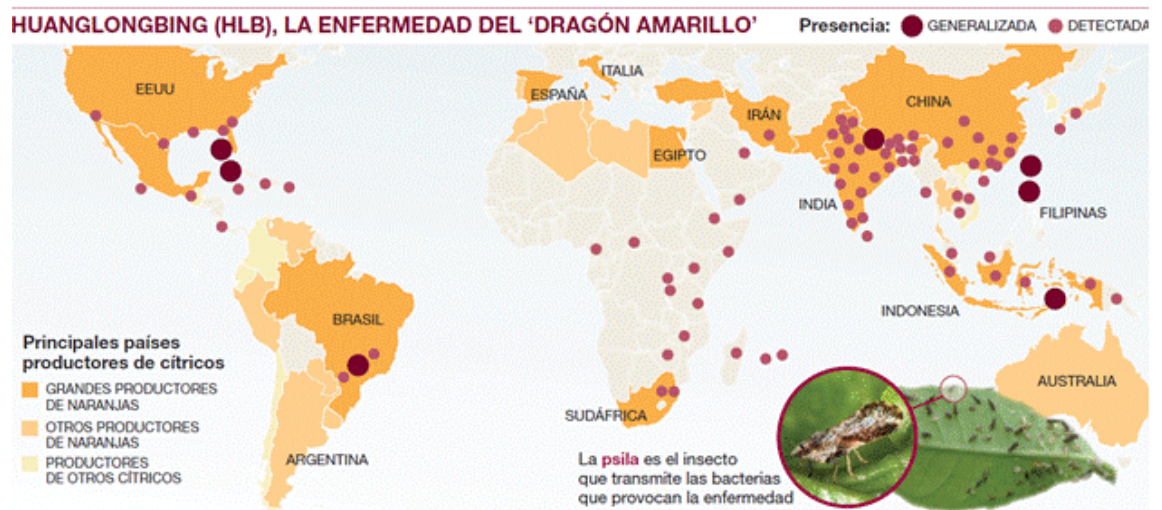 HUANGLONGBING (HLB), LA ENFERMEDAD DEL ‘DRAGÓN AMARILLO’
Presencia: GENERALIZADA DETECTADA
EEUU
ITALIA
ESPAÑA
IRÁN
CHINA
EGIPTO
INDIA
FILIPINAS
INDONESIA
BRASIL
Principales países
productores de cítricos
GRANDES PRODUCTORES
DE NARANJAS
OTROS PRODUCTORES
DE NARANJAS
PRODUCTORES
DE OTROS CÍTRICOS
ARGENTINA
SUDÁFRICA
AUSTRALIA
La psila es el insecto
que transmite las bacterias
que provocan la enfermedad